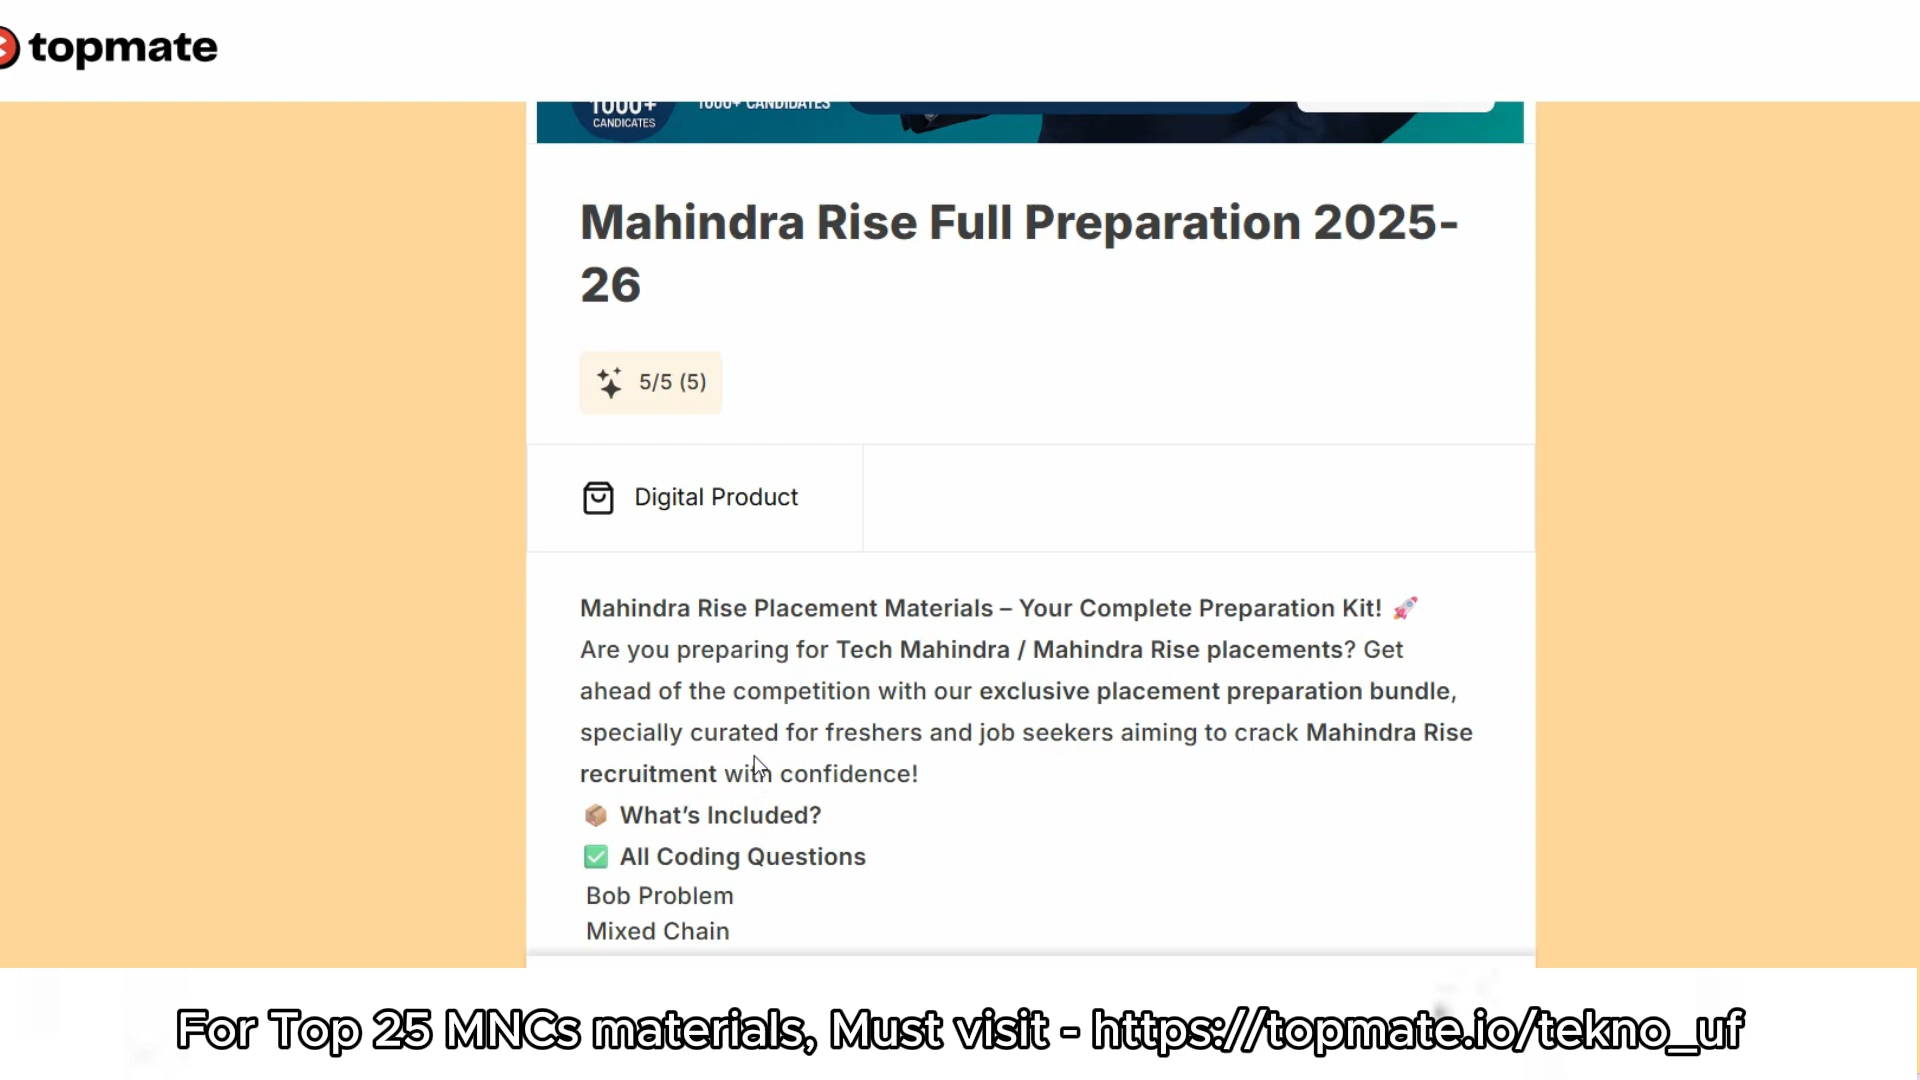 topmate
1000+
1000+ CANDIDATES
CANDICATES
Mahindra Rise Full Preparation 2025-
26
5/5 (5)
Digital Product
Mahindra Rise Placement Materials – Your Complete Preparation Kit! 🚀
Are you preparing for Tech Mahindra / Mahindra Rise placements? Get
ahead of the competition with our exclusive placement preparation bundle,
specially curated for freshers and job seekers aiming to crack Mahindra Rise
recruitment with confidence!
📦 What’s Included?
✅ All Coding Questions
Bob Problem
Mixed Chain
For Top 25 MNCs materials, Must visit - https://topmate.io/tekno_uf